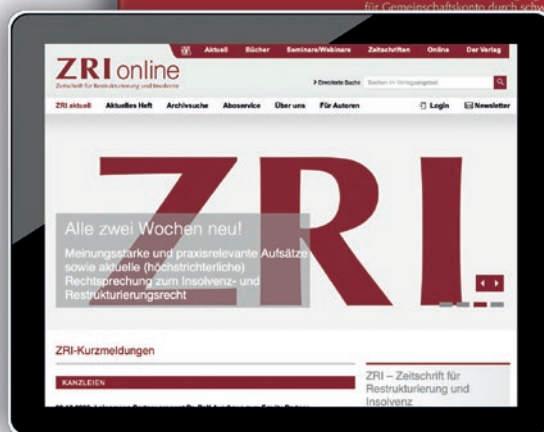 für Gemeinschaftskonto durch
Aktuell Bücher Seminare/Webinare Zeitschriften Online Der Verlag
ZRI online
Zeitschrift für Restrukturierung und Insolvenz
Erweiterte Suche Suchen im Verlagsangebot
ZRI aktuell Aktuelles Heft Archivsuche Aboservice Über uns Für Autoren Login Newsletter
ZRI
Alle zwei Wochen neu!
Meinungsstarke und praxisrelevante Aufsätze
sowie aktuelle (höchstrichterliche)
Rechtsprechung zum Insolvenz- und
Restrukturierungsrecht
ZRI-Kurzmeldungen
KANZLEIEN
ZRI – Zeitschrift für
Restrukturierung und
Insolvenz